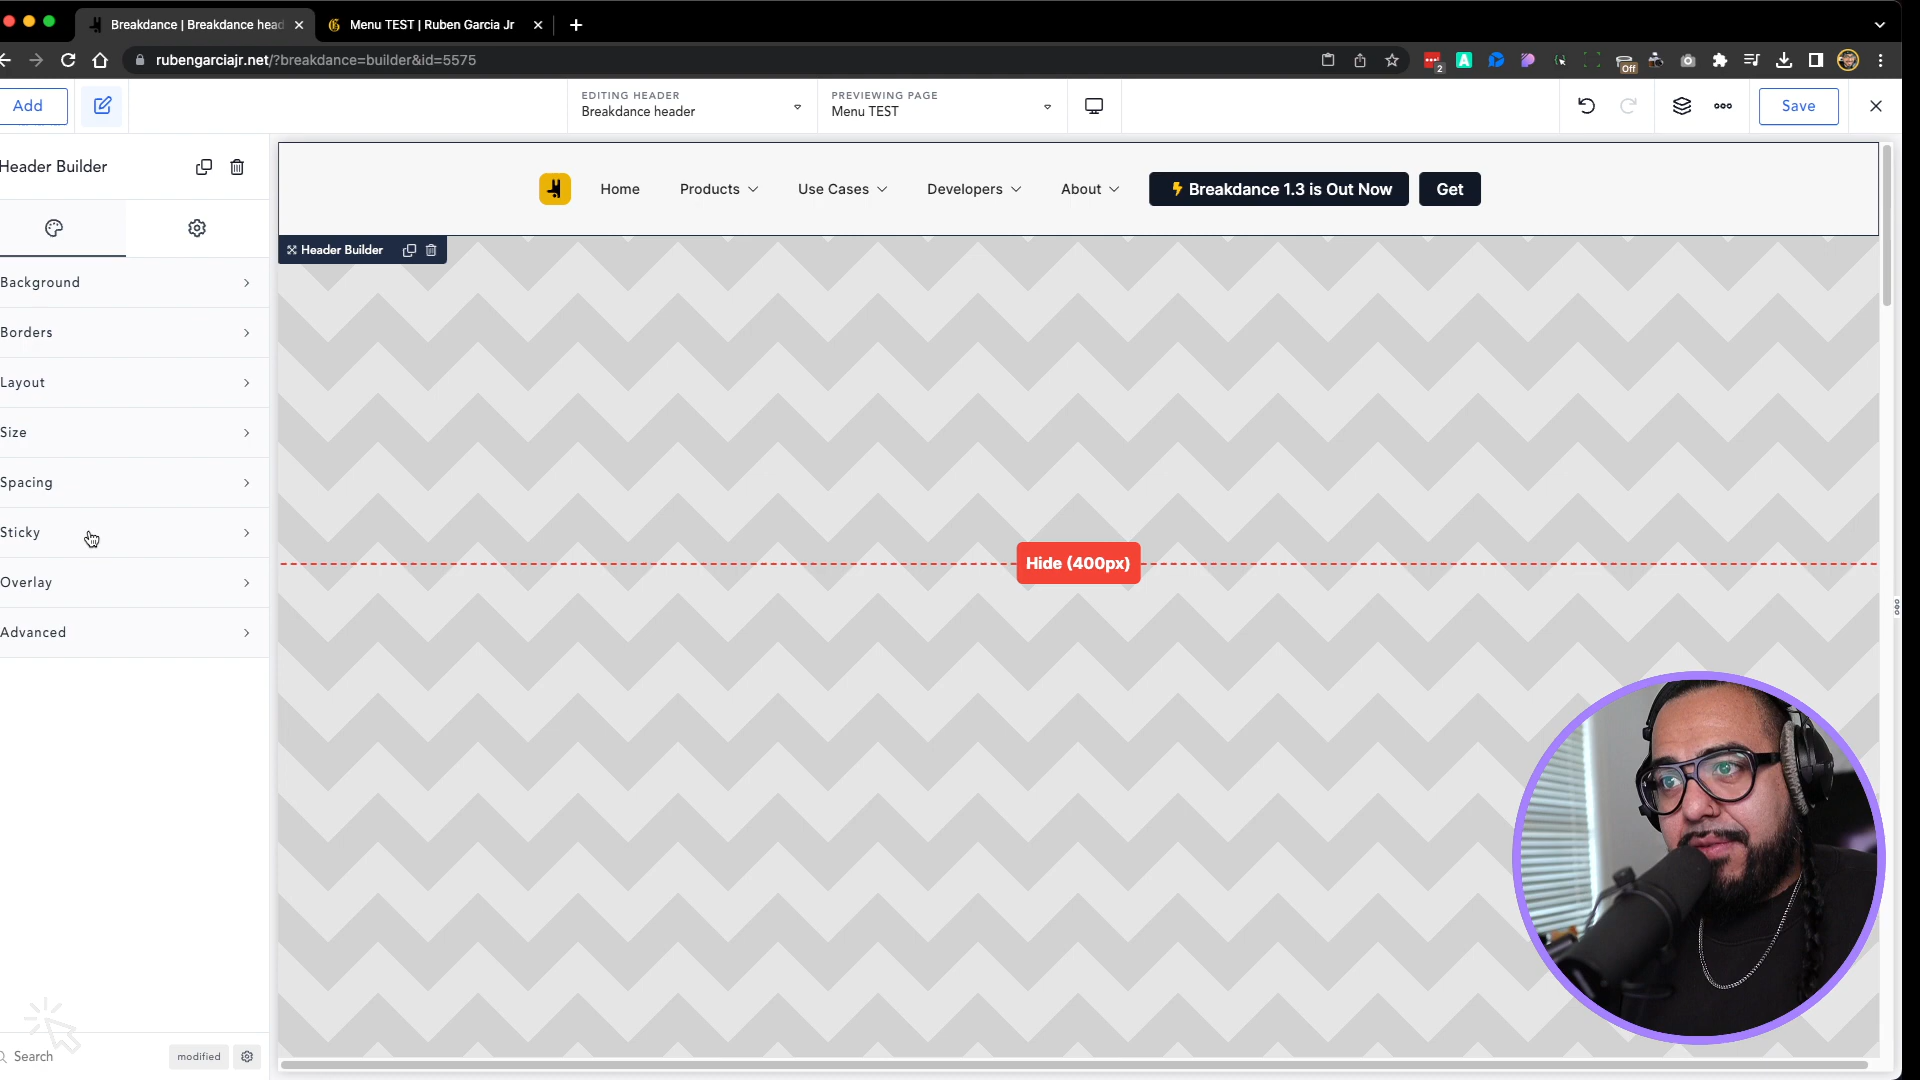 Breakdance | Breakdance head
Menu TEST | Ruben Garcia Jr
rubengarciajr.net/?breakdance=builder&id=5575
2
Off
Add
EDITING HEADER
Breakdance header
PREVIEWING PAGE
Menu TEST
Save
Header Builder
Home
Products
Use Cases
Developers
About
Breakdance 1.3 is Out Now
Get
Header Builder
Background
Borders
Layout
Size
Spacing
Sticky
Overlay
Advanced
Hide (400px)
Search
modified